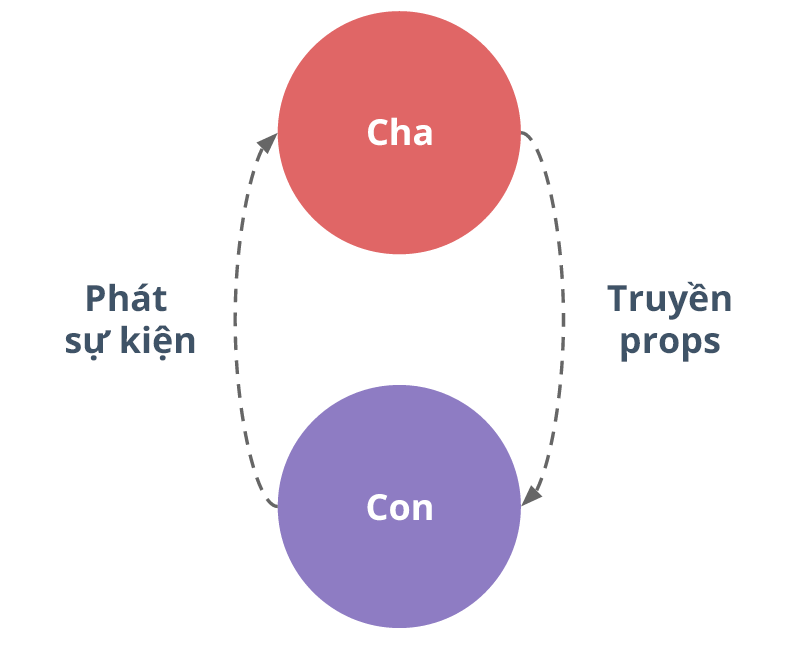 Cha
Phát
sự kiện
Truyền
props
Con